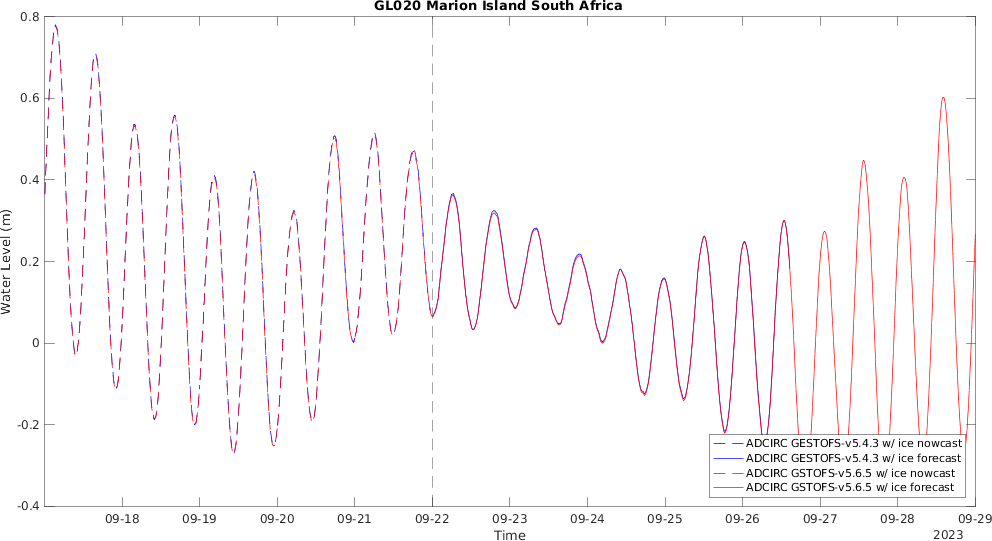 GL020 Marion Island South Africa
0.8
0.6
0.4
0.2
0
-0.2
-0.4
Water Level (m)
ADCIRC GESTOFS-v5.4.3 w/ ice nowcast
ADCIRC GESTOFS-v5.4.3 w/ ice forecast
ADCIRC GSTOFS-v5.6.5 w/ ice nowcast
ADCIRC GSTOFS-v5.6.5 w/ ice forecast
09-18 09-19 09-20 09-21 09-22 09-23 09-24 09-25 09-26 09-27 09-28 09-29
Time
2023